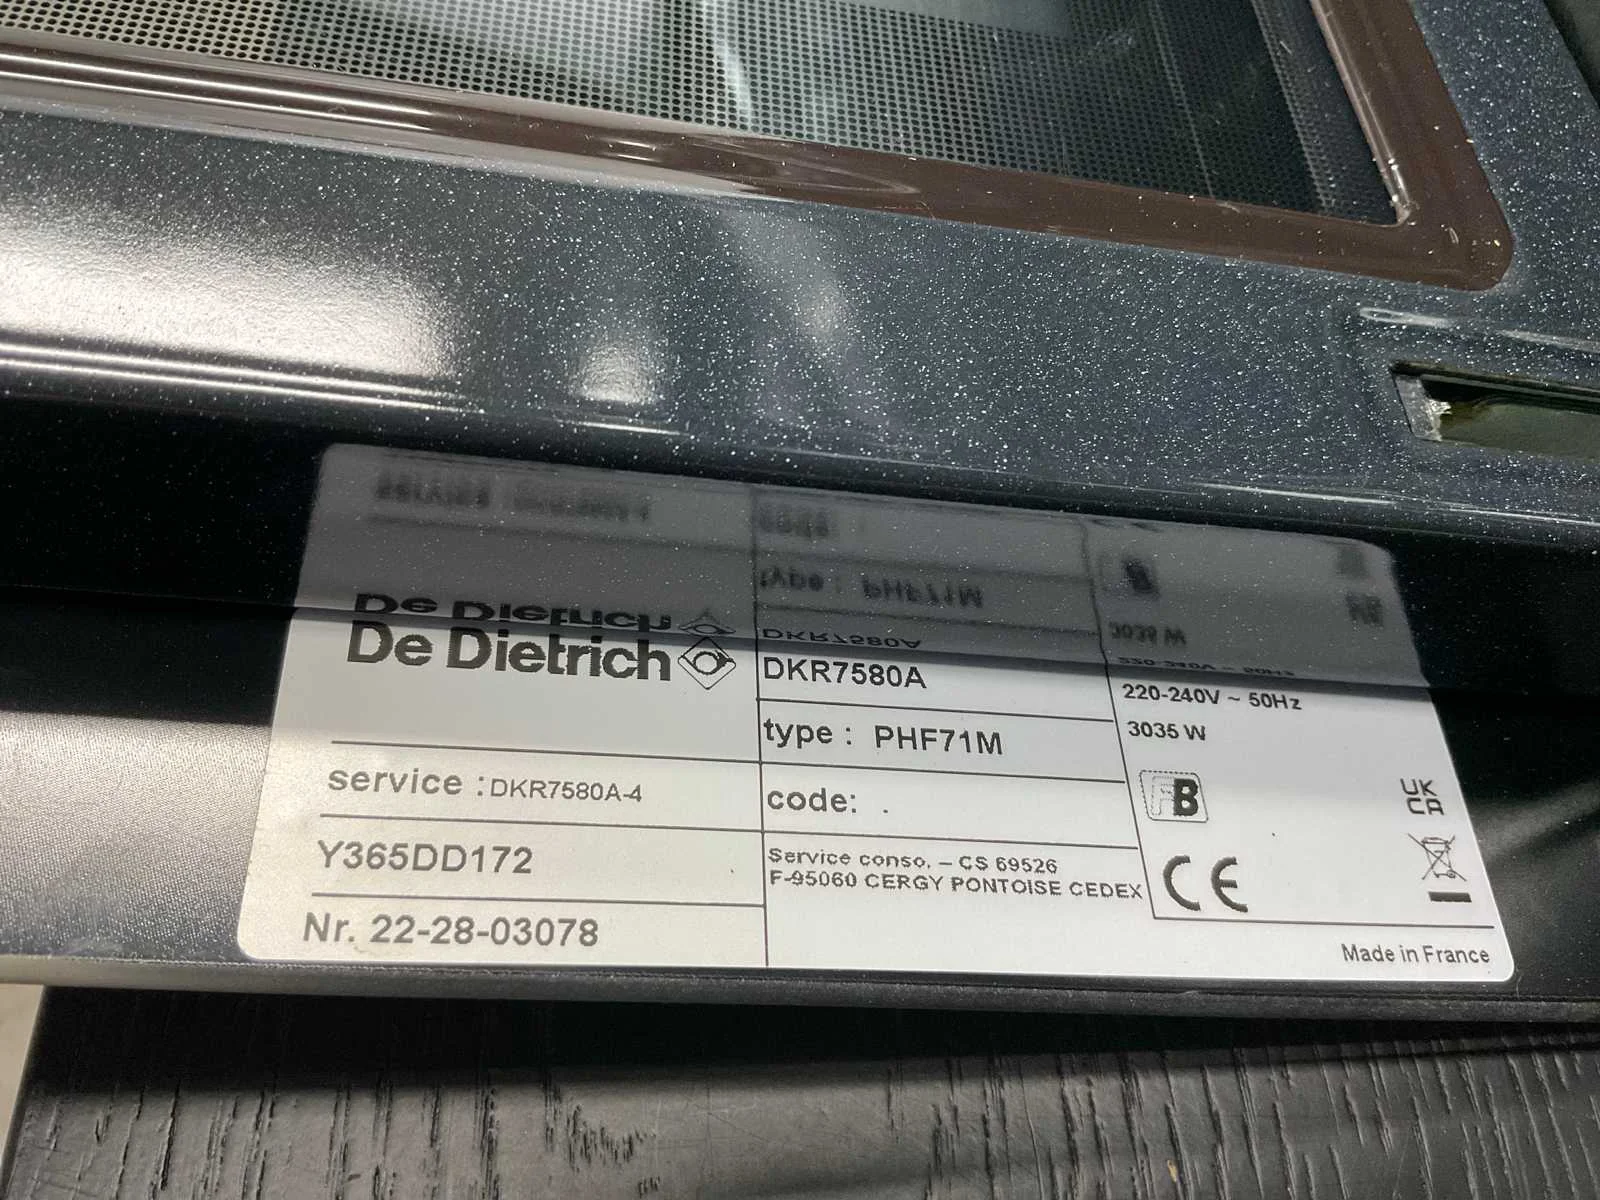 De Dietrich
DKR7580A
220-240V ~ 50Hz
3035 W
type : PHF71M
service : DKR7580A-4
code: .
FB
UK
CA
Y365DD172
Service conso. – CS 69526
F-95060 CERGY PONTOISE CEDEX
CE
Nr. 22-28-03078
Made in France